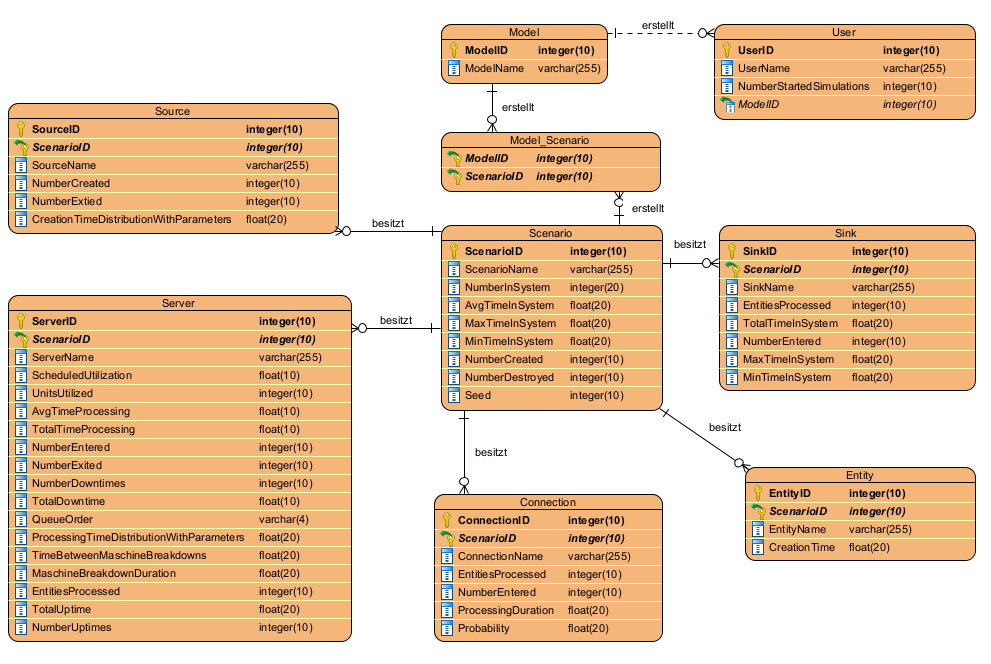 Model
ModelID integer(10)
ModelName varchar(255)
erstellt
User
UserID integer(10)
UserName varchar(255)
NumberStartedSimulations integer(10)
ModelID integer(10)
erstellt
Model_Scenario
ModelID integer(10)
ScenarioID integer(10)
erstellt
Source
SourceID integer(10)
ScenarioID integer(10)
SourceName varchar(255)
NumberCreated integer(10)
NumberExtied integer(10)
CreationTimeDistributionWithParameters float(20)
besitzt
Scenario
ScenarioID integer(10)
ScenarioName varchar(255)
NumberInSystem integer(20)
AvgTimeInSystem float(20)
MaxTimeInSystem float(20)
MinTimeInSystem float(20)
NumberCreated integer(10)
NumberDestroyed integer(10)
Seed integer(10)
besitzt
Sink
SinkID integer(10)
ScenarioID integer(10)
SinkName varchar(255)
EntitiesProcessed integer(10)
TotalTimeInSystem float(20)
NumberEntered integer(10)
MaxTimeInSystem float(20)
MinTimeInSystem float(20)
Server
ServerID integer(10)
ScenarioID integer(10)
ServerName varchar(255)
ScheduledUtilization float(10)
UnitsUtilized integer(10)
AvgTimeProcessing float(10)
TotalTimeProcessing float(10)
NumberEntered integer(10)
NumberExited integer(10)
NumberDowntimes integer(10)
TotalDowntime float(10)
QueueOrder varchar(4)
ProcessingTimeDistributionWithParameters float(20)
TimeBetweenMaschineBreakdowns float(20)
MaschineBreakdownDuration float(20)
EntitiesProcessed integer(10)
TotalUptime float(20)
NumberUptimes integer(10)
besitzt
besitzt
Connection
ConnectionID integer(10)
ScenarioID integer(10)
ConnectionName varchar(255)
EntitiesProcessed integer(10)
NumberEntered integer(10)
ProcessingDuration float(20)
Probability float(20)
besitzt
Entity
EntityID integer(10)
ScenarioID integer(10)
EntityName varchar(255)
CreationTime float(20)